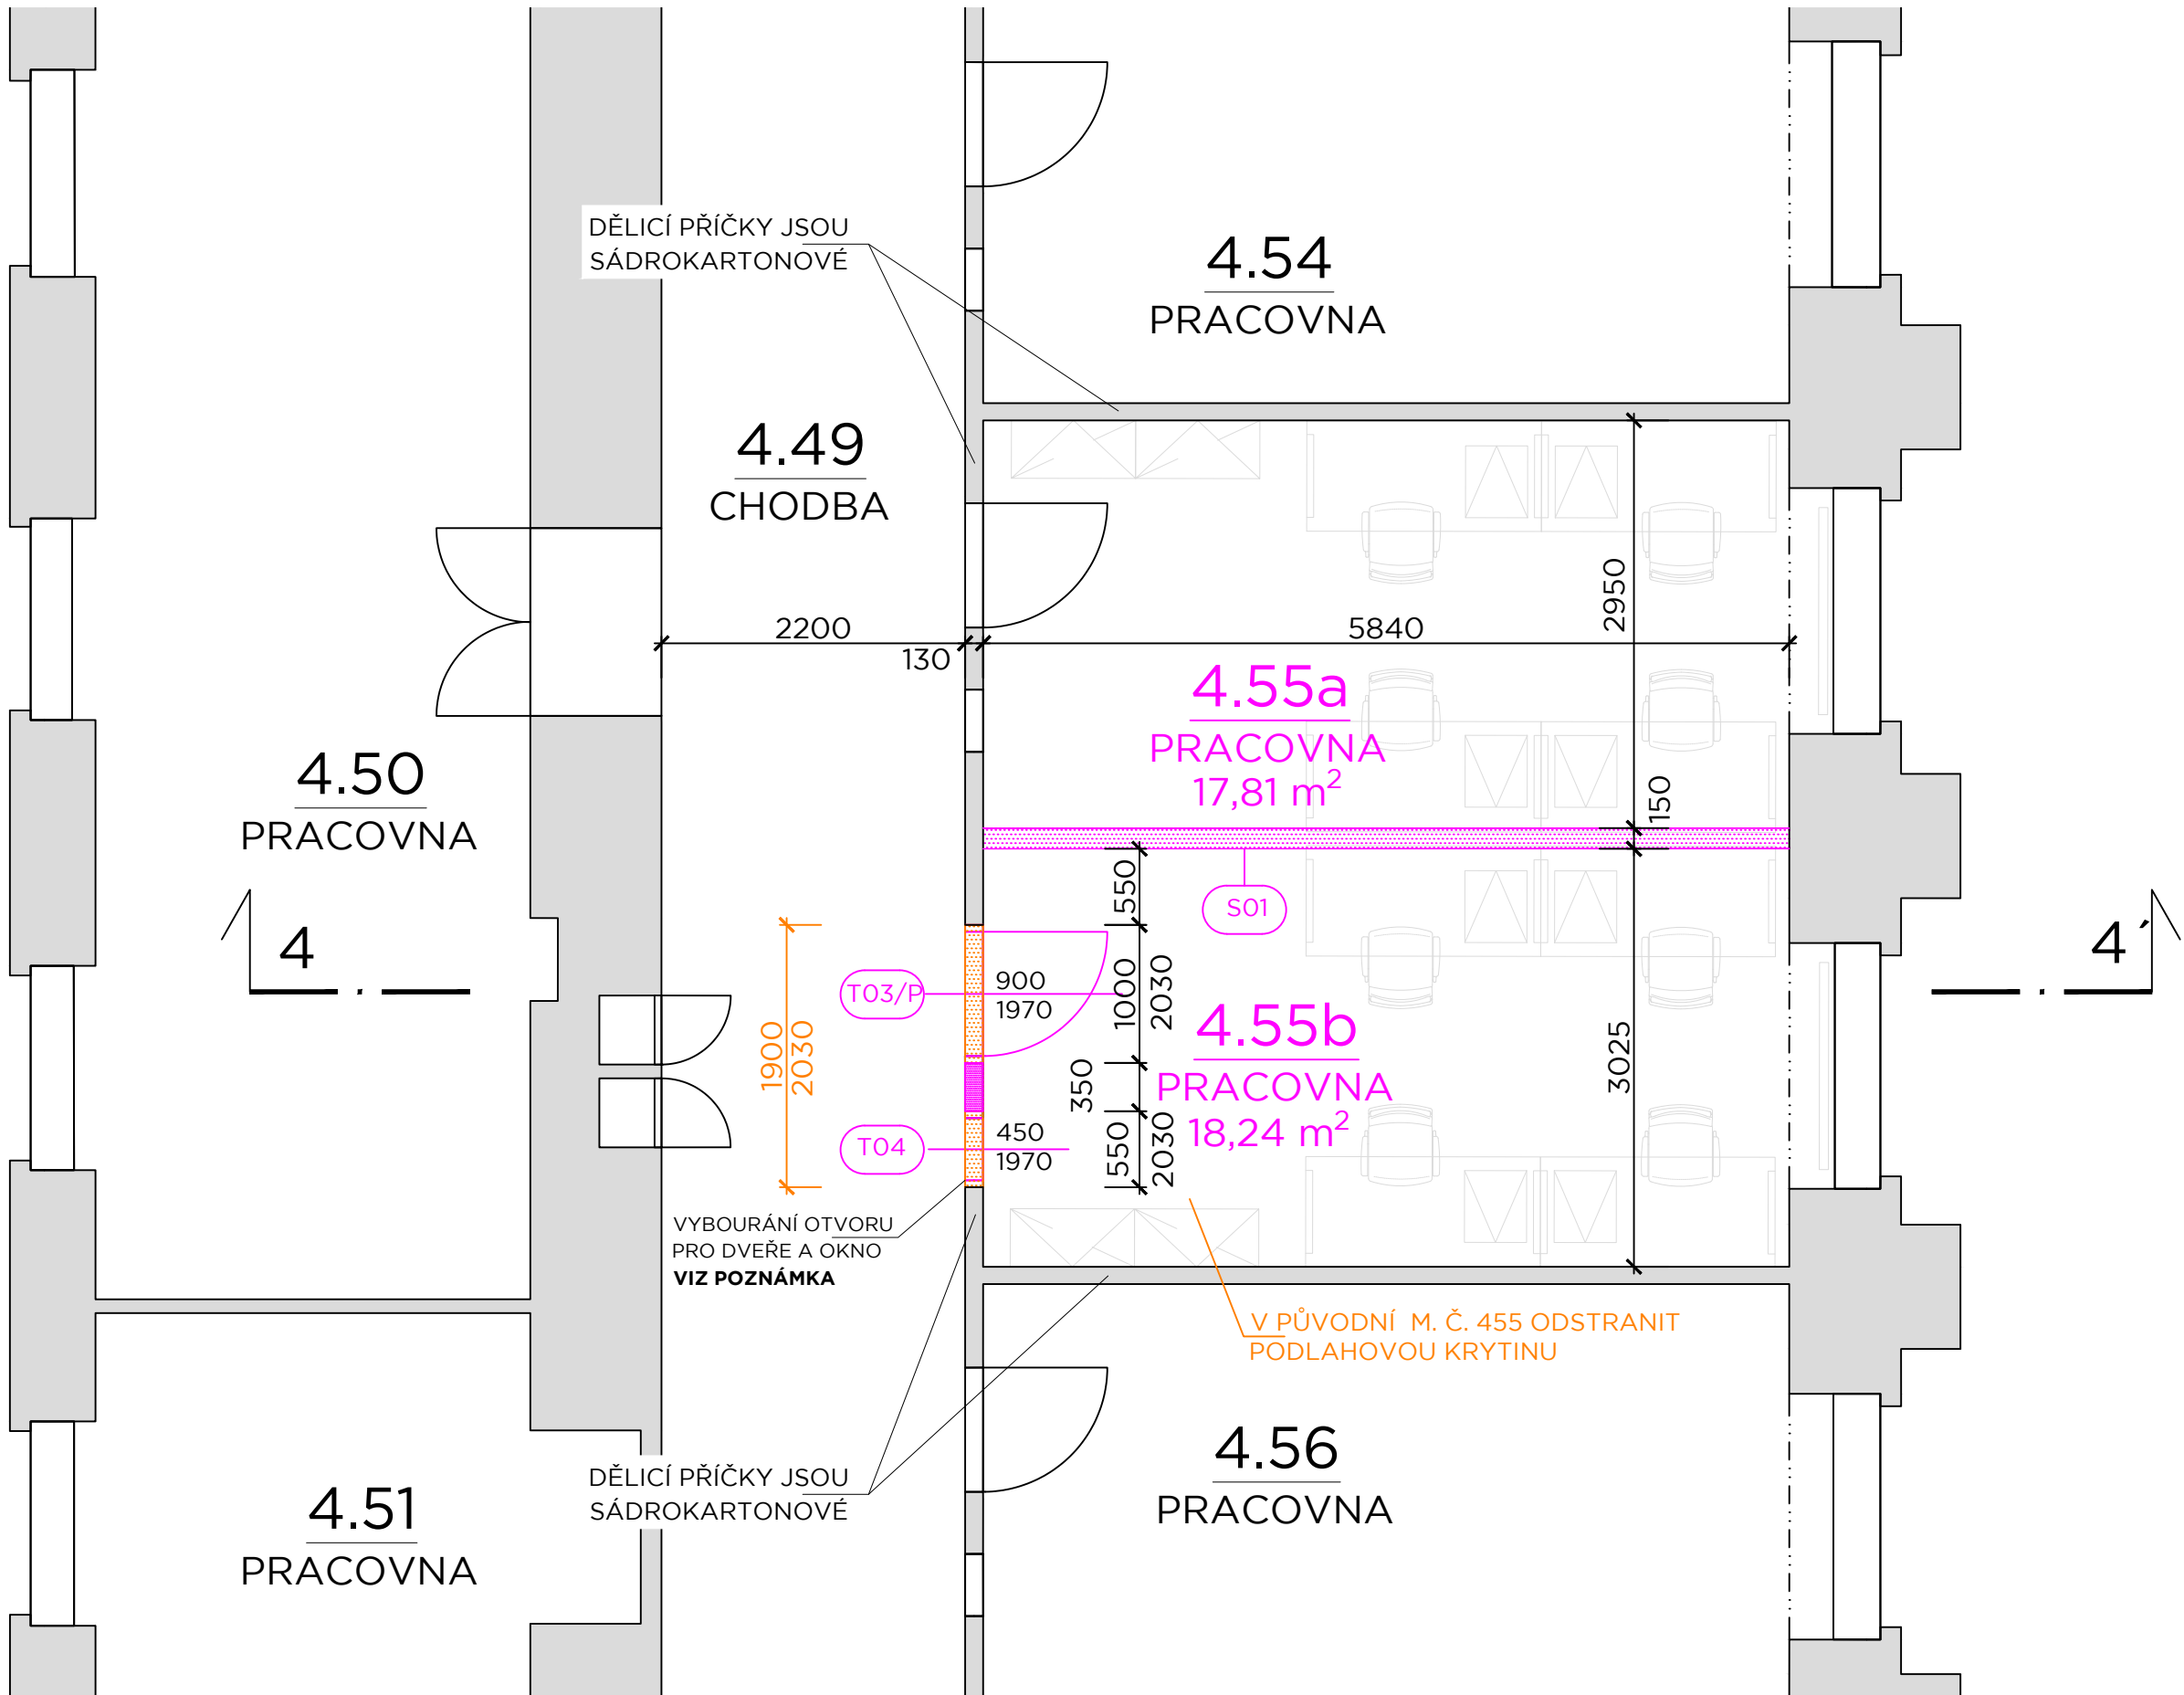 DĚLICÍ PŘÍČKY JSOU
SÁDROKARTONOVÉ
4.54
PRACOVNA
4.49
CHODBA
2200
130
5840
2950
4.55a
PRACOVNA
17,81 m²
150
4.50
PRACOVNA
S01
550
4
4´
T03/P
900
1970
1000
2030
1900
2030
4.55b
PRACOVNA
18,24 m²
3025
350
T04
450
1970
550
2030
VYBOURÁNÍ OTVORU
PRO DVEŘE A OKNO
VIZ POZNÁMKA
V PŮVODNÍ M. Č. 455 ODSTRANIT
PODLAHOVOU KRYTINU
DĚLICÍ PŘÍČKY JSOU
SÁDROKARTONOVÉ
4.56
PRACOVNA
4.51
PRACOVNA